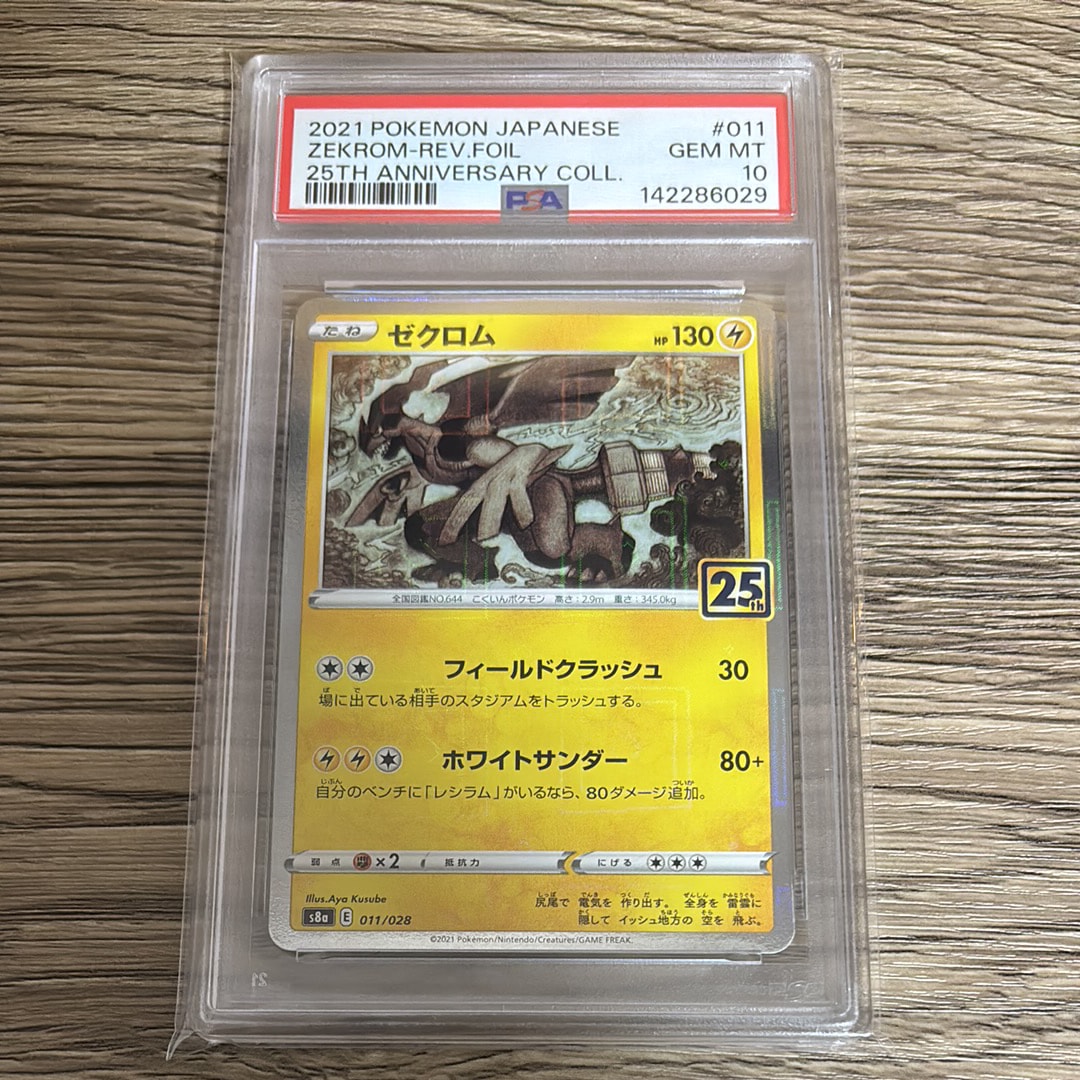 2021 POKEMON JAPANESE #011
ZEKROM-REV.FOIL GEM MT
25TH ANNIVERSARY COLL. 10
PSA 142286029
たね ゼクロム HP 130
全国図鑑NO.644 こくいんポケモン 高さ:2.9m 重さ:345.0kg
25th
フィールドクラッシュ 30
場に出ている相手のスタジアムをトラッシュする。
ホワイトサンダー 80+
自分のベンチに「レシラム」がいるなら、80ダメージ追加。
弱点 ×2 抵抗力 にげる
Illus.Aya Kusube
尻尾で 電気を 作り出す。 全身を 雷雲に
s8a E 011/028
隠して イッシュ地方の 空を 飛ぶ。
©2021 Pokémon/Nintendo/Creatures/GAME FREAK.